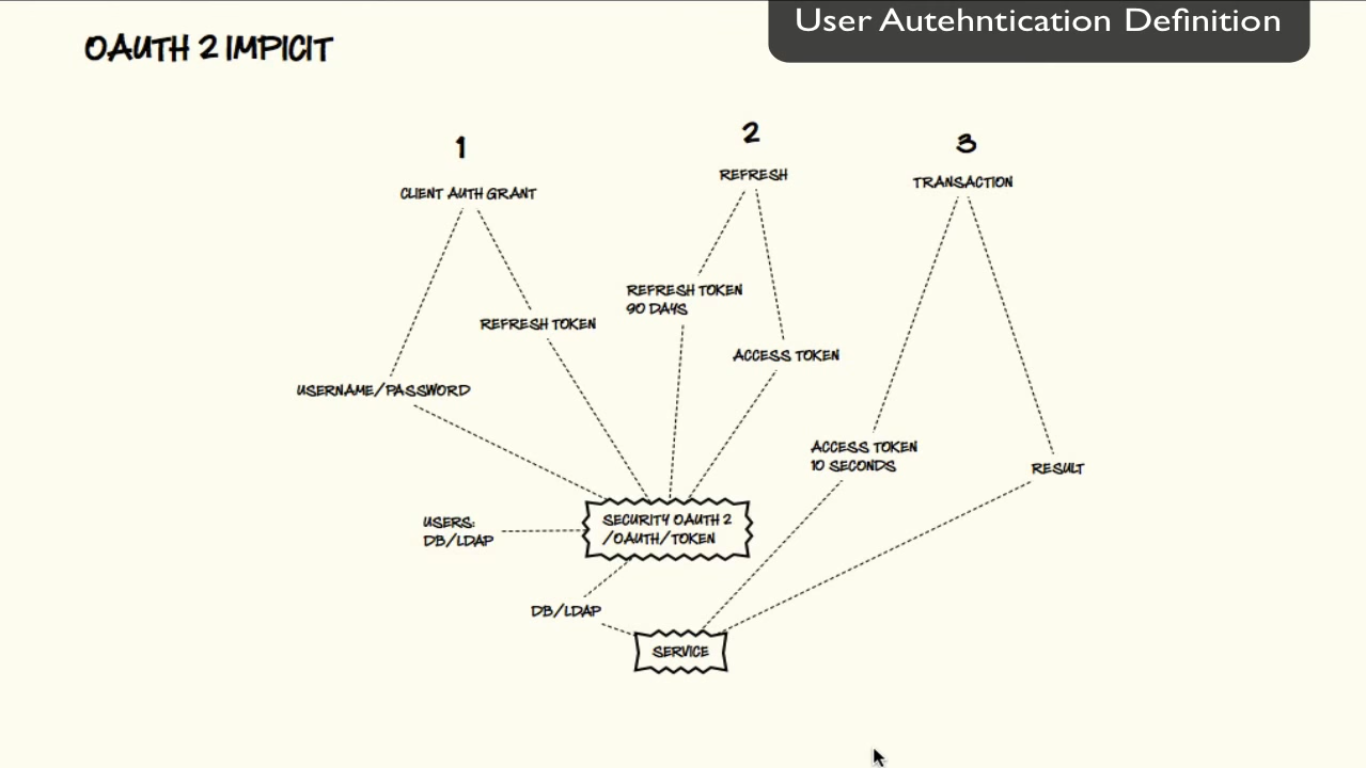 User Autehntication Definition
OAUTH 2 IMPICIT
1
2
3
CLIENT AUTH GRANT
REFRESH
TRANSACTION
REFRESH TOKEN
90 DAYS
REFRESH TOKEN
ACCESS TOKEN
USERNAME/PASSWORD
ACCESS TOKEN
10 SECONDS
RESULT
USERS:
DB/LDAP
SECURITY OAUTH 2
/OAUTH/TOKEN
DB/LDAP
SERVICE